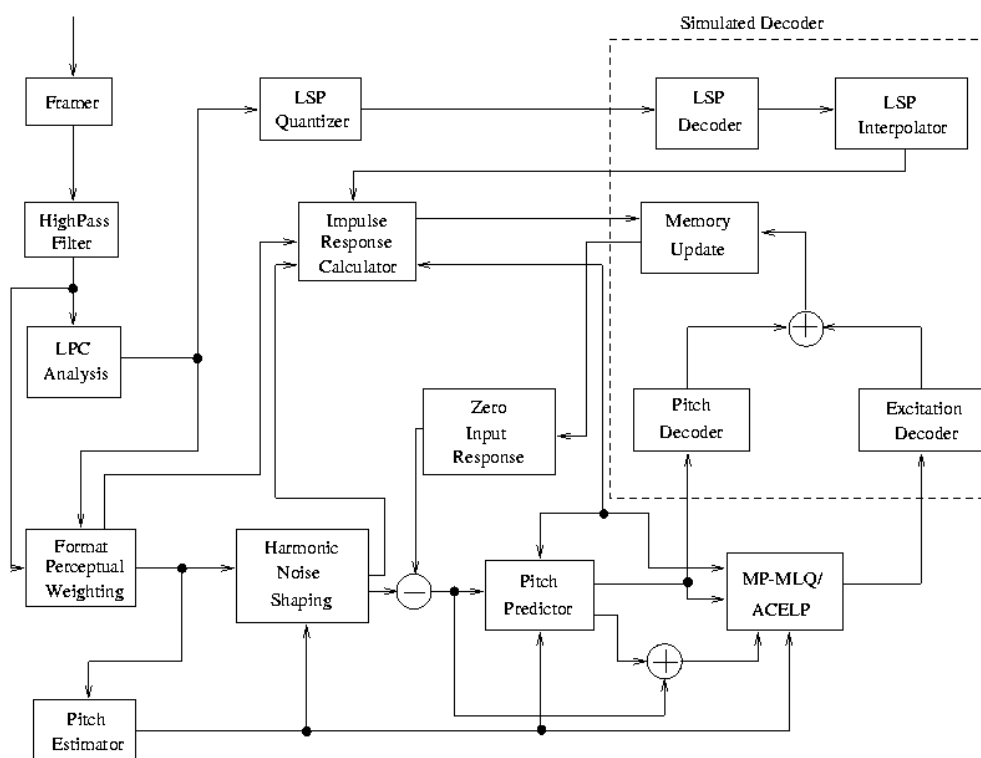 Simulated Decoder
Framer
LSP
Quantizer
LSP
Decoder
LSP
Interpolator
HighPass
Filter
Impulse
Response
Calculator
Memory
Update
LPC
Analysis
Zero
Input
Response
Pitch
Decoder
Excitation
Decoder
Format
Perceptual
Weighting
Harmonic
Noise
Shaping
Pitch
Predictor
MP-MLQ/
ACELP
Pitch
Estimator